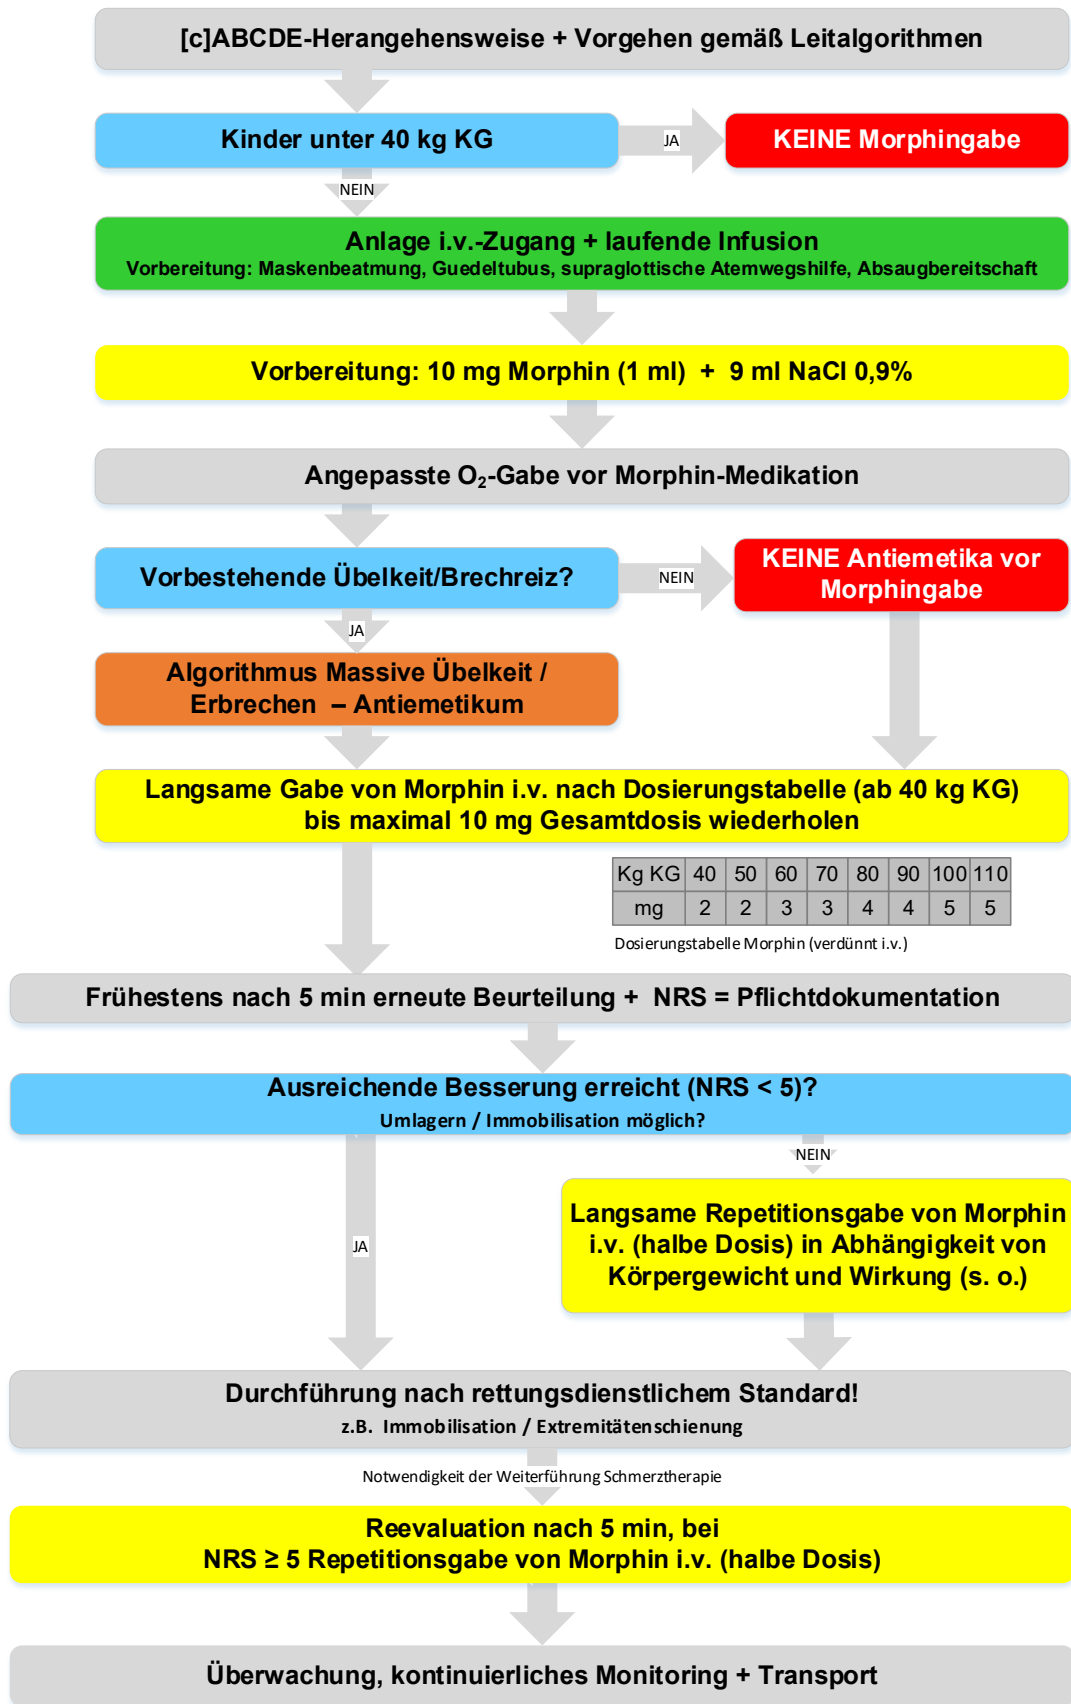 [c]ABCDE-Herangehensweise + Vorgehen gemäß Leitalgorithmen
Kinder unter 40 kg KG
JA
KEINE Morphingabe
NEIN
Anlage i.v.-Zugang + laufende Infusion
Vorbereitung: Maskenbeatmung, Guedeltubus, supraglottische Atemwegshilfe, Absaugbereitschaft
Vorbereitung: 10 mg Morphin (1 ml) + 9 ml NaCl 0,9%
Angepasste O₂-Gabe vor Morphin-Medikation
Vorbestehende Übelkeit/Brechreiz?
NEIN
KEINE Antiemetika vor
Morphingabe
JA
Algorithmus Massive Übelkeit /
Erbrechen – Antiemetikum
Langsame Gabe von Morphin i.v. nach Dosierungstabelle (ab 40 kg KG)
bis maximal 10 mg Gesamtdosis wiederholen
Kg KG 40 50 60 70 80 90 100 110
mg 2 2 3 3 4 4 5 5
Dosierungstabelle Morphin (verdünnt i.v.)
Frühestens nach 5 min erneute Beurteilung + NRS = Pflichtdokumentation
Ausreichende Besserung erreicht (NRS < 5)?
Umlagern / Immobilisation möglich?
NEIN
Langsame Repetitionsgabe von Morphin
i.v. (halbe Dosis) in Abhängigkeit von
Körpergewicht und Wirkung (s. o.)
JA
Durchführung nach rettungsdienstlichem Standard!
z.B. Immobilisation / Extremitätenschienung
Notwendigkeit der Weiterführung Schmerztherapie
Reevaluation nach 5 min, bei
NRS ≥ 5 Repetitionsgabe von Morphin i.v. (halbe Dosis)
Überwachung, kontinuierliches Monitoring + Transport